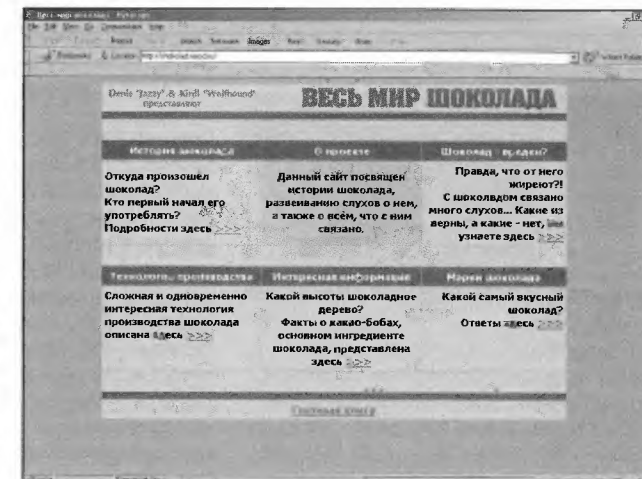 Denis "Jazzy" & Kirill "Wolfhound"
представляют
ВЕСЬ МИР ШОКОЛАДА
История шоколада
О проекте
Шоколад - вреден?
Откуда произошел
шоколад?
Кто первый начал его
употреблять?
Подробности здесь >>>
Данный сайт посвящен
истории шоколада,
развеиванию слухов о нем,
а также о всём, что с ним
связано.
Правда, что от него
жиреют?!
С шоколвдом связано
много слухов... Какие из
верны, а какие - нет,
узнаете здесь >>>
Технология производства
Интересная информация
Марки шоколада
Сложная и одновременно
интересная технология
производства шоколада
описана здесь >>>
Какой высоты шоколадное
дерево?
Факты о какао-бобах,
основном ингредиенте
шоколада, представлена
здесь >>>
Какой самый вкусный
шоколад?
Ответы здесь >>>
Гостевая книга